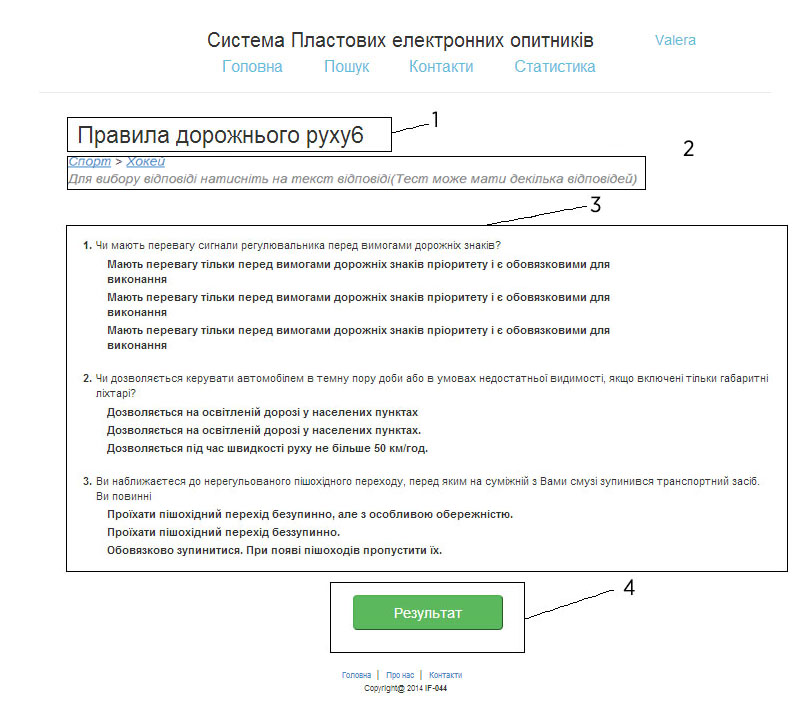 Система Пластових електронних опитників
Valera
Головна Пошук Контакти Статистика
Правила дорожнього руху6
1
Спорт > Хокей
2
Для вибору відповіді натисніть на текст відповіді(Тест може мати декілька відповідей)
3
1. Чи мають перевагу сигнали регулювальника перед вимогами дорожніх знаків?
Мають перевагу тільки перед вимогами дорожніх знаків пріоритету і є обовязковими для
виконання
Мають перевагу тільки перед вимогами дорожніх знаків пріоритету і є обовязковими для
виконання
Мають перевагу тільки перед вимогами дорожніх знаків пріоритету і є обовязковими для
виконання
2. Чи дозволяється керувати автомобілем в темну пору доби або в умовах недостатньої видимості, якщо включені тільки габаритні
ліхтарі?
Дозволяється на освітленій дорозі у населених пунктах
Дозволяється на освітленій дорозі у населених пунктах.
Дозволяється під час швидкості руху не більше 50 км/год.
3. Ви наближаєтеся до нерегульованого пішохідного переходу, перед яким на суміжній з Вами смузі зупинився транспортний засіб.
Ви повинні
Проїхати пішохідний перехід безупинно, але з особливою обережністю.
Проїхати пішохідний перехід беззупинно.
Обовязково зупинитися. При появі пішоходів пропустити їх.
4
Результат
Головна | Про нас | Контакти
Copyright@ 2014 IF-044